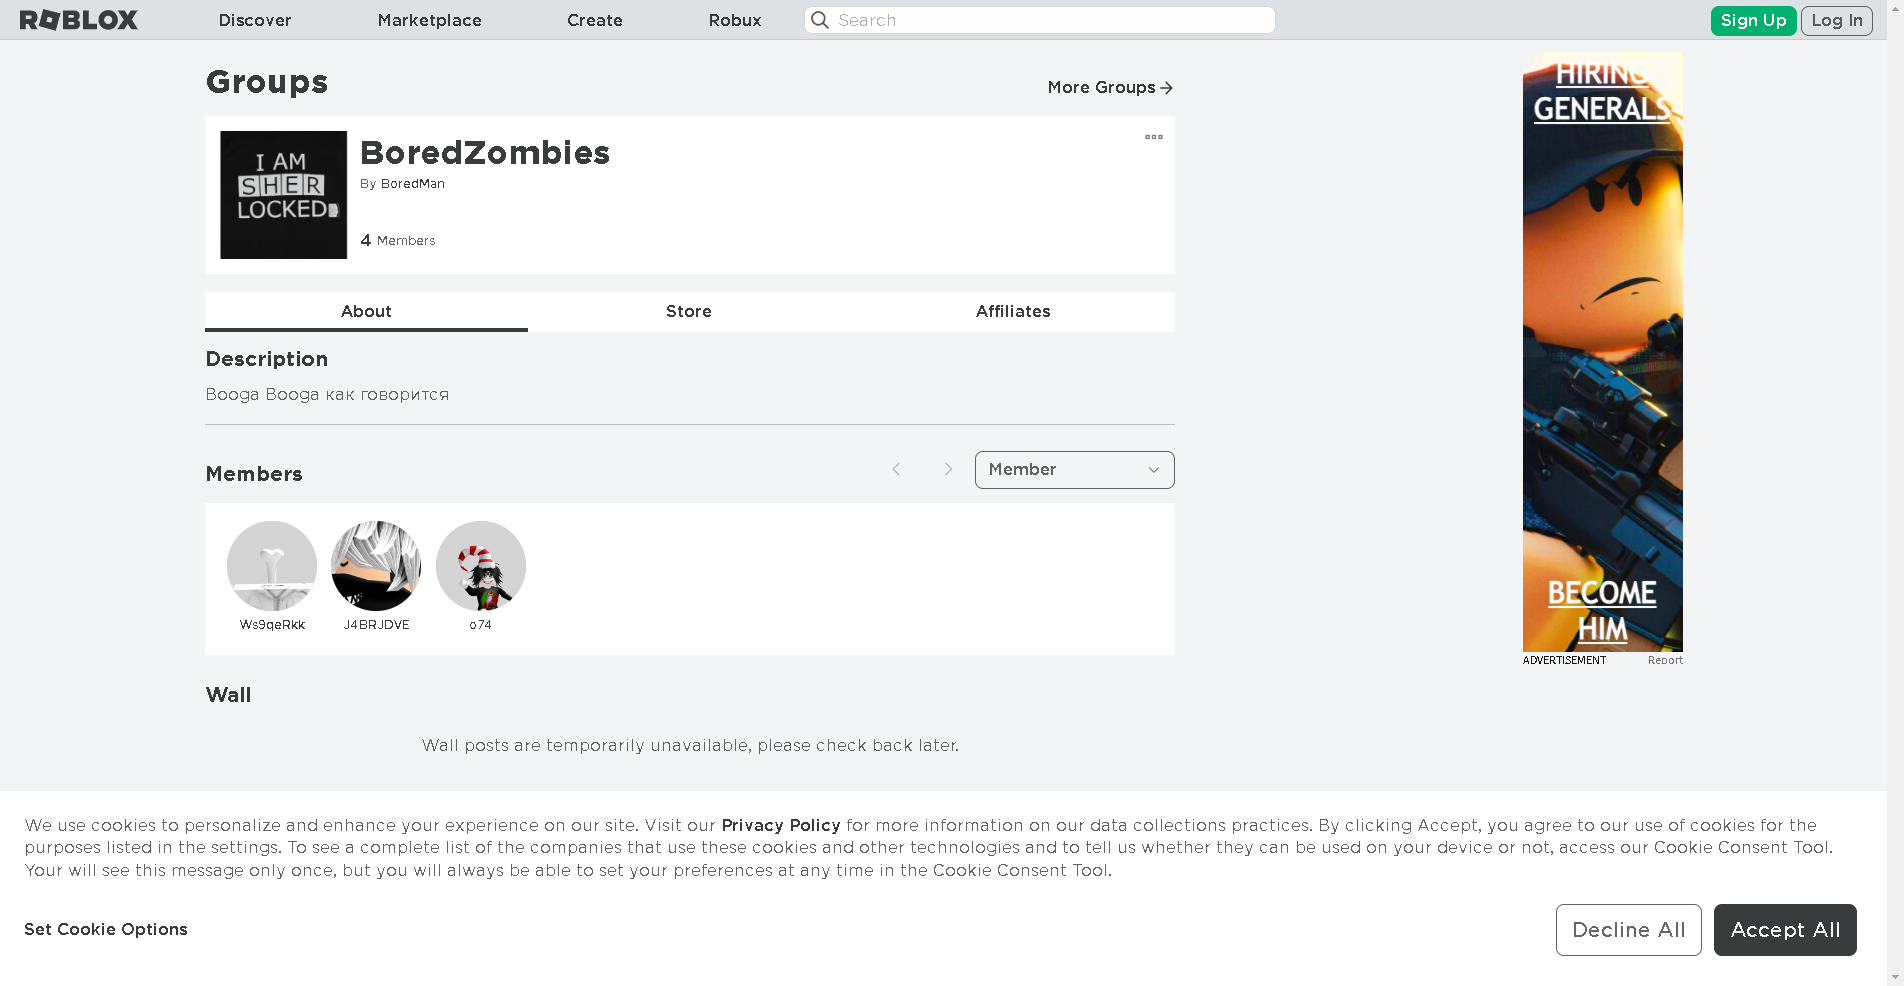 ROBLOX
Discover
Marketplace
Create
Robux
Search
Sign Up
Log In
Groups
More Groups
I AM
SHER
LOCKED
BoredZombies
By BoredMan
4 Members
About
Store
Affiliates
Description
Booga Booga как говорится
Members
Member
Ws9qeRkk
J4BRJDVE
o74
Wall
Wall posts are temporarily unavailable, please check back later.
HIRING
GENERALS
BECOME
HIM
ADVERTISEMENT
Report
We use cookies to personalize and enhance your experience on our site. Visit our Privacy Policy for more information on our data collections practices. By clicking Accept, you agree to our use of cookies for the
purposes listed in the settings. To see a complete list of the companies that use these cookies and other technologies and to tell us whether they can be used on your device or not, access our Cookie Consent Tool.
Your will see this message only once, but you will always be able to set your preferences at any time in the Cookie Consent Tool.
Set Cookie Options
Decline All
Accept All